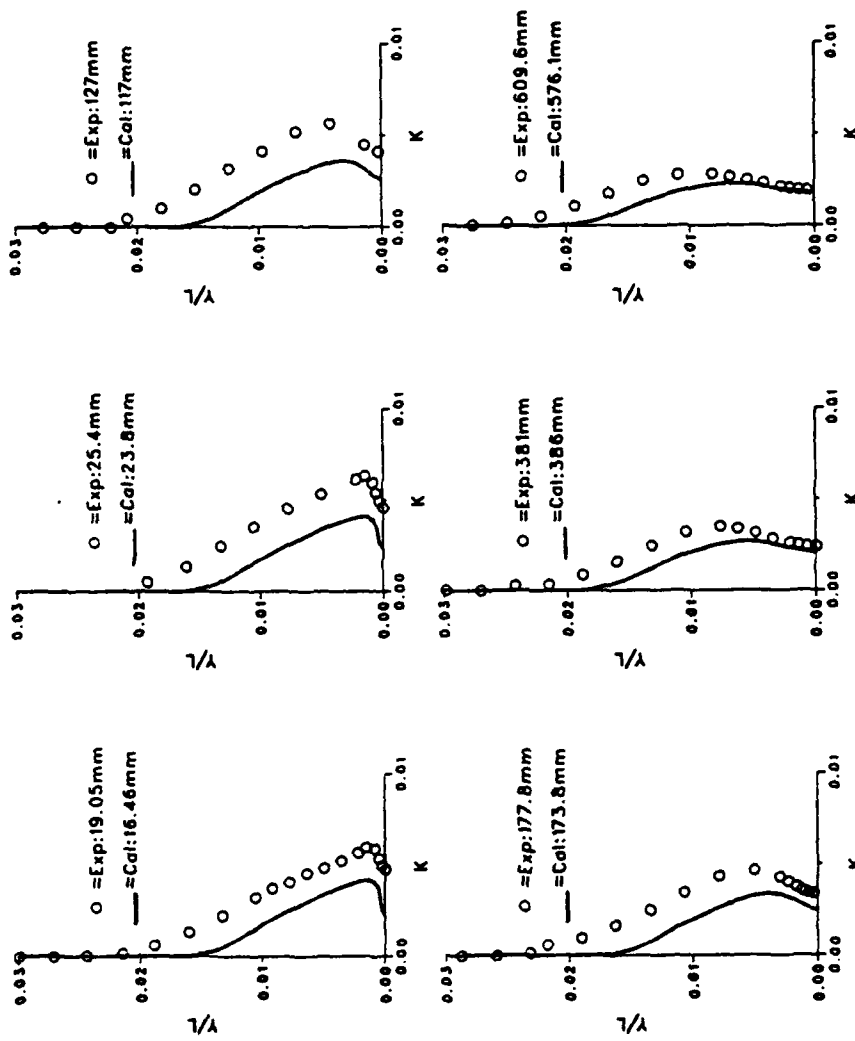 0.03
0.02
0.01
0.00
Y/L
=Exp:19.05mm
=Cal:16.46mm
0.00
0.01
K
0.03
0.02
0.01
0.00
Y/L
=Exp:25.4mm
=Cal:23.8mm
0.00
0.01
K
0.03
0.02
0.01
0.00
Y/L
=Exp:127mm
=Cal:117mm
0.00
0.01
K
0.03
0.02
0.01
0.00
Y/L
=Exp:177.8mm
=Cal:173.8mm
0.00
0.01
K
0.03
0.02
0.01
0.00
Y/L
=Exp:381mm
=Cal:386mm
0.00
0.01
K
0.03
0.02
0.01
0.00
Y/L
=Exp:609.6mm
=Cal:576.1mm
0.00
0.01
K